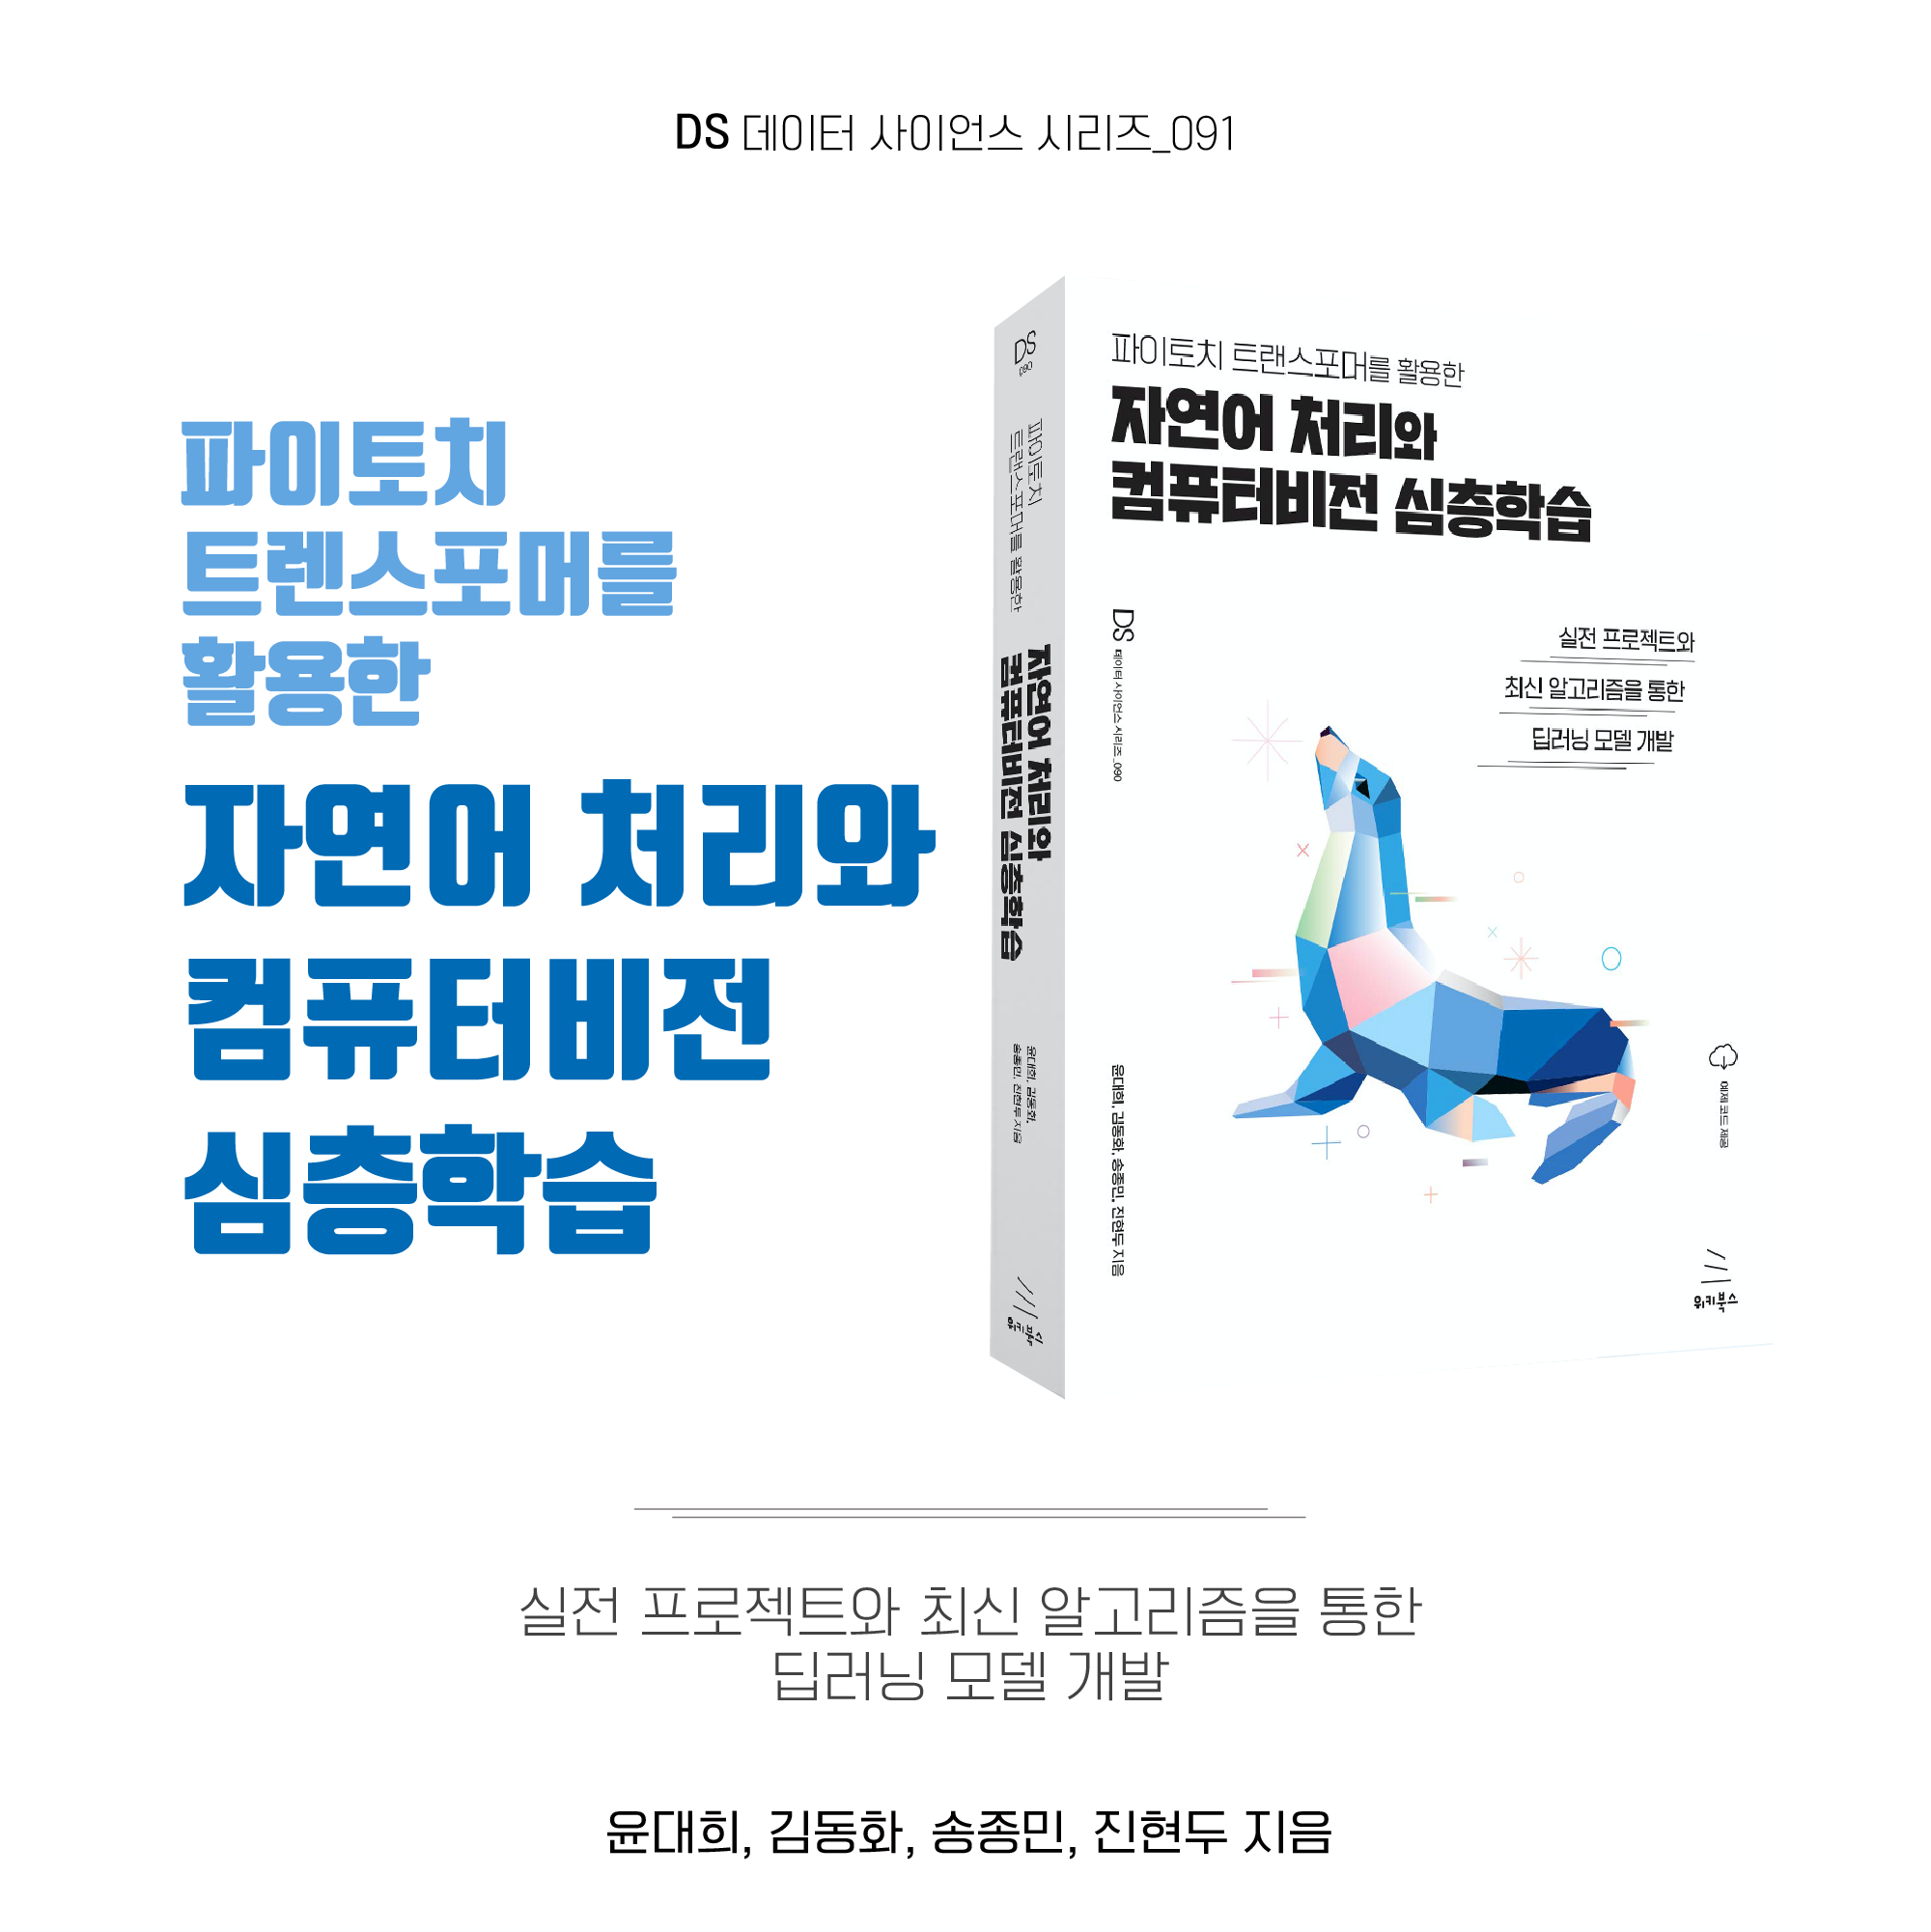 DS 데이터 사이언스 시리즈_091
파이토치
트렌스포머를
활용한
자연어 처리와
컴퓨터비전
심층학습
DS
090
파이토치
트랜스포머를 활용한
자연어 처리와
컴퓨터비전 심층학습
윤대희, 김동화,
송종민, 진현두 지음
위키북스
파이토치 트랜스포머를 활용한
자연어 처리와
컴퓨터비전 심층학습
DS 데이터 사이언스 시리즈_090
실전 프로젝트와
최신 알고리즘을 통한
딥러닝 모델 개발
윤대희, 김동화, 송종민, 진현두 지음
예제 코드 제공
위키북스
실전 프로젝트와 최신 알고리즘을 통한
딥러닝 모델 개발
윤대희, 김동화, 송종민, 진현두 지음